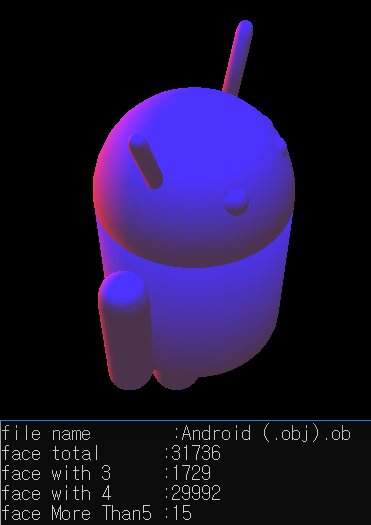 file name :Android (.obj).ob
face total :31736
face with 3 :1729
face with 4 :29992
face More Than5 :15